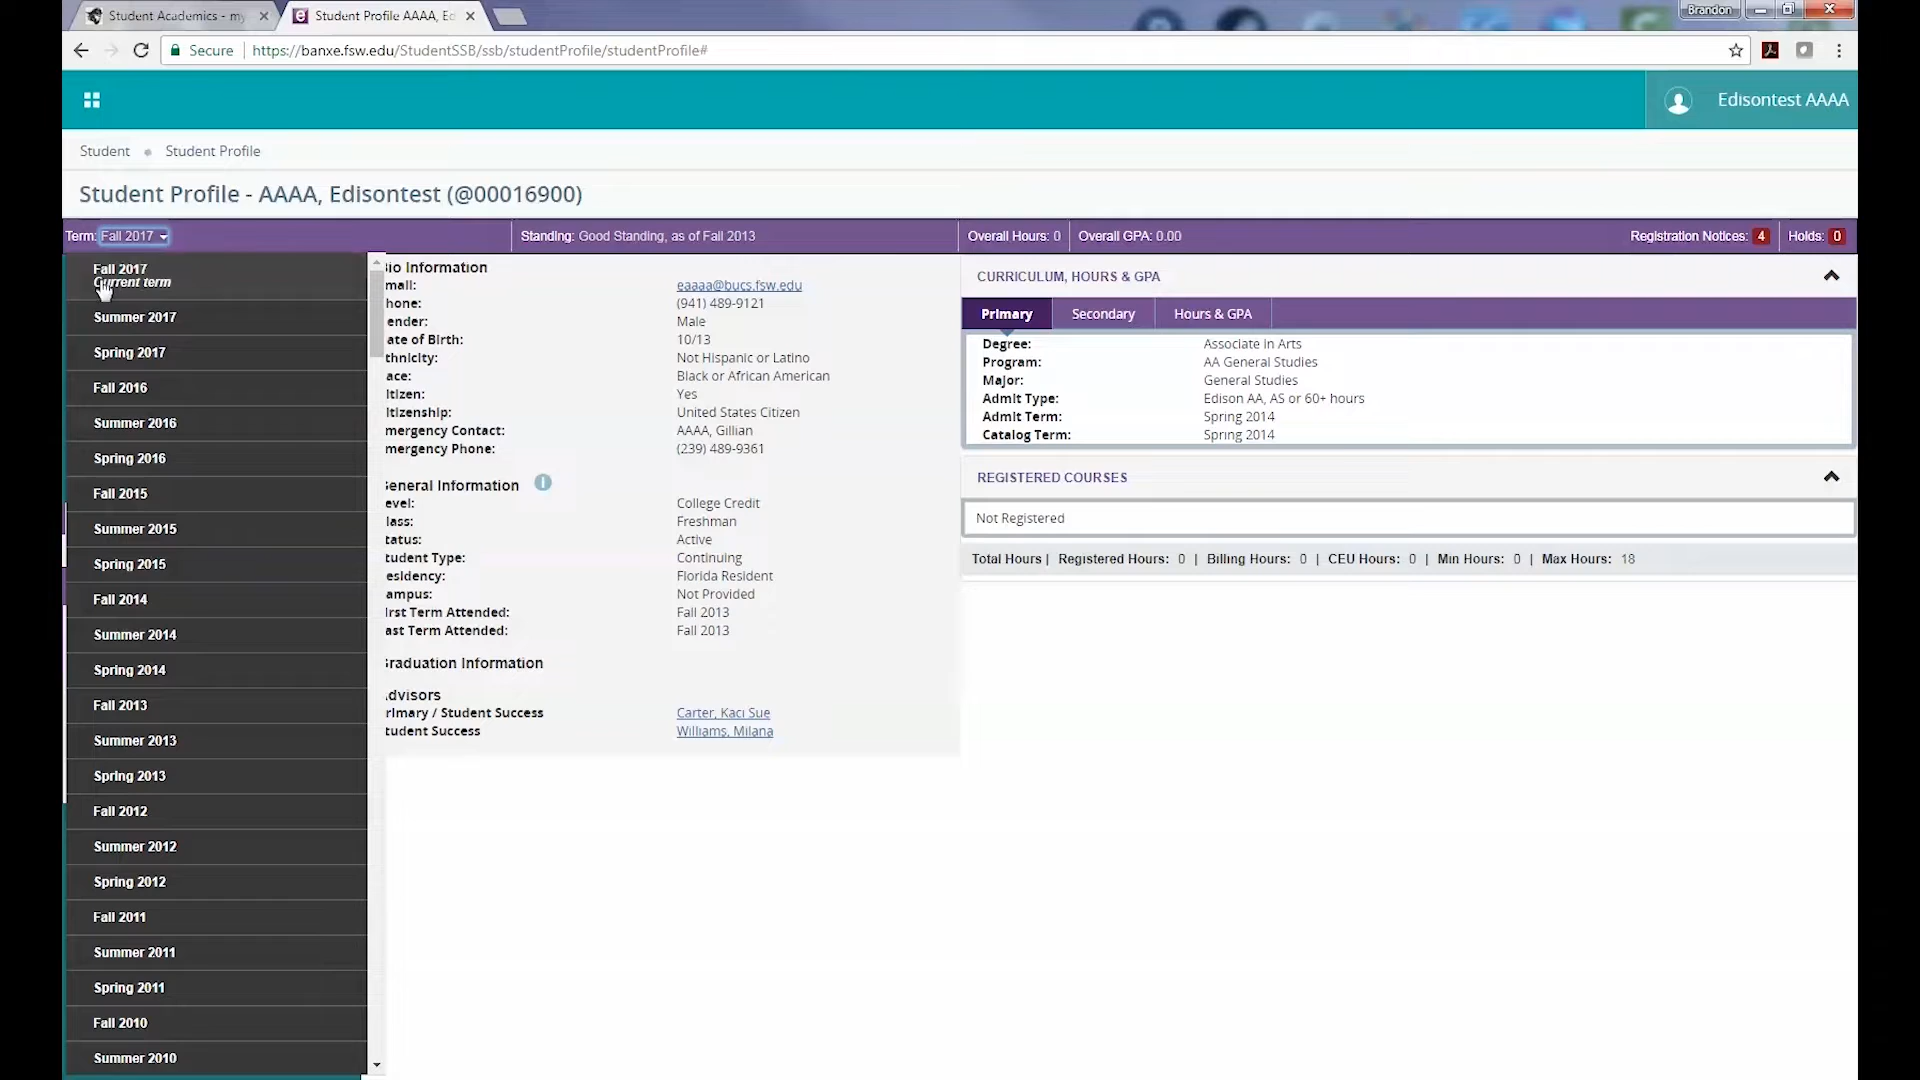 Student Academics - my
Student Profile AAAA, Ed
Brandon
Secure
https://banxe.fsw.edu/StudentSSB/ssb/studentProfile/studentProfile#
Edisontest AAAA
Student • Student Profile
Student Profile - AAAA, Edisontest (@00016900)
Term: Fall 2017
Standing: Good Standing, as of Fall 2013
Overall Hours: 0
Overall GPA: 0.00
Registration Notices: 4
Holds: 0
Fall 2017
Current term
Summer 2017
Spring 2017
Fall 2016
Summer 2016
Spring 2016
Fall 2015
Summer 2015
Spring 2015
Fall 2014
Summer 2014
Spring 2014
Fall 2013
Summer 2013
Spring 2013
Fall 2012
Summer 2012
Spring 2012
Fall 2011
Summer 2011
Spring 2011
Fall 2010
Summer 2010
io Information
mail: eaaaa@bucs.fsw.edu
hone: (941) 489-9121
ender: Male
ate of Birth: 10/13
thnicity: Not Hispanic or Latino
ace: Black or African American
itizen: Yes
itizenship: United States Citizen
mergency Contact: AAAA, Gillian
mergency Phone: (239) 489-9361
eneral Information
evel: College Credit
lass: Freshman
tatus: Active
tudent Type: Continuing
esidency: Florida Resident
ampus: Not Provided
irst Term Attended: Fall 2013
ast Term Attended: Fall 2013
raduation Information
dvisors
rimary / Student Success Carter, Kaci Sue
tudent Success Williams, Milana
CURRICULUM, HOURS & GPA
Primary Secondary Hours & GPA
Degree: Associate in Arts
Program: AA General Studies
Major: General Studies
Admit Type: Edison AA, AS or 60+ hours
Admit Term: Spring 2014
Catalog Term: Spring 2014
REGISTERED COURSES
Not Registered
Total Hours | Registered Hours: 0 | Billing Hours: 0 | CEU Hours: 0 | Min Hours: 0 | Max Hours: 18